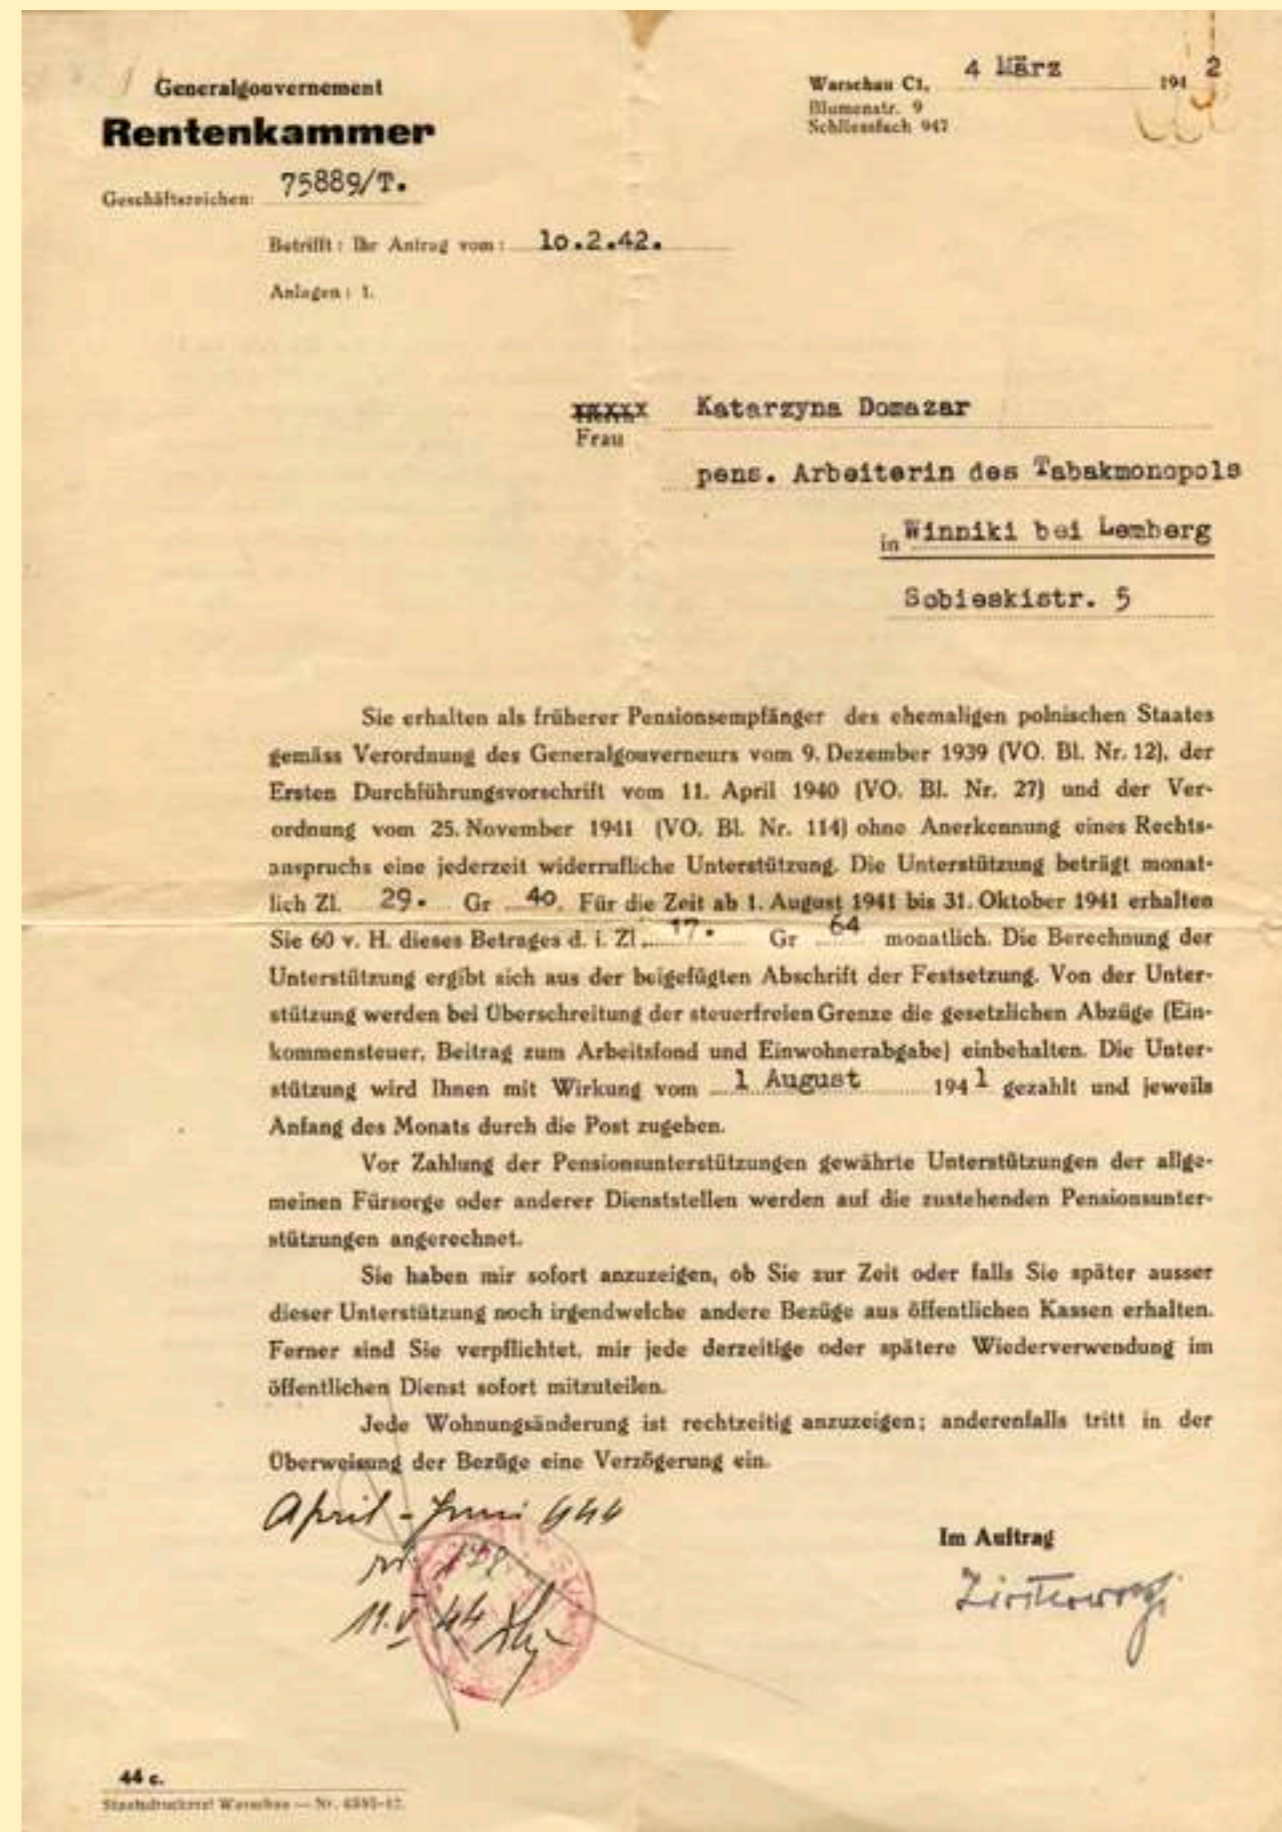 Generalgouvernement
Rentenkammer
Geschäftszeichen: 75889/T.
Warschau C1, 4 März 1942
Blumenstr. 9
Schliessfach 947
Betrifft: Ihr Antrag vom: 10.2.42.
Anlagen: 1.
Katarzyna Domazar
Frau
pens. Arbeiterin des Tabakmonopols
in Winniki bei Lemberg
Sobieskistr. 5
Sie erhalten als früherer Pensionsempfänger des ehemaligen polnischen Staates
gemäss Verordnung des Generalgouverneurs vom 9. Dezember 1939 (VO. Bl. Nr. 12), der
Ersten Durchführungsvorschrift vom 11. April 1940 (VO. Bl. Nr. 27) und der Ver-
ordnung vom 25. November 1941 (VO. Bl. Nr. 114) ohne Anerkennung eines Rechts-
anspruchs eine jederzeit widerrufliche Unterstützung. Die Unterstützung beträgt monat-
lich Zl. 29. Gr 40. Für die Zeit ab 1. August 1941 bis 31. Oktober 1941 erhalten
Sie 60 v. H. dieses Betrages d. i. Zl. 17. Gr 64 monatlich. Die Berechnung der
Unterstützung ergibt sich aus der beigefügten Abschrift der Festsetzung. Von der Unter-
stützung werden bei Überschreitung der steuerfreien Grenze die gesetzlichen Abzüge (Ein-
kommensteuer, Beitrag zum Arbeitsfond und Einwohnerabgabe) einbehalten. Die Unter-
stützung wird Ihnen mit Wirkung vom 1 August 1941 gezahlt und jeweils
Anfang des Monats durch die Post zugehen.
Vor Zahlung der Pensionsunterstützungen gewährte Unterstützungen der allge-
meinen Fürsorge oder anderer Dienststellen werden auf die zustehenden Pensionsunter-
stützungen angerechnet.
Sie haben mir sofort anzuzeigen, ob Sie zur Zeit oder falls Sie später ausser
dieser Unterstützung noch irgendwelche andere Bezüge aus öffentlichen Kassen erhalten.
Ferner sind Sie verpflichtet, mir jede derzeitige oder spätere Wiederverwendung im
öffentlichen Dienst sofort mitzuteilen.
Jede Wohnungsänderung ist rechtzeitig anzuzeigen; anderenfalls tritt in der
Überweisung der Bezüge eine Verzögerung ein.
April - Juni 944
11.V 44
Im Auftrag
44 c.
Staatsdruckerei Warschau — Nr.